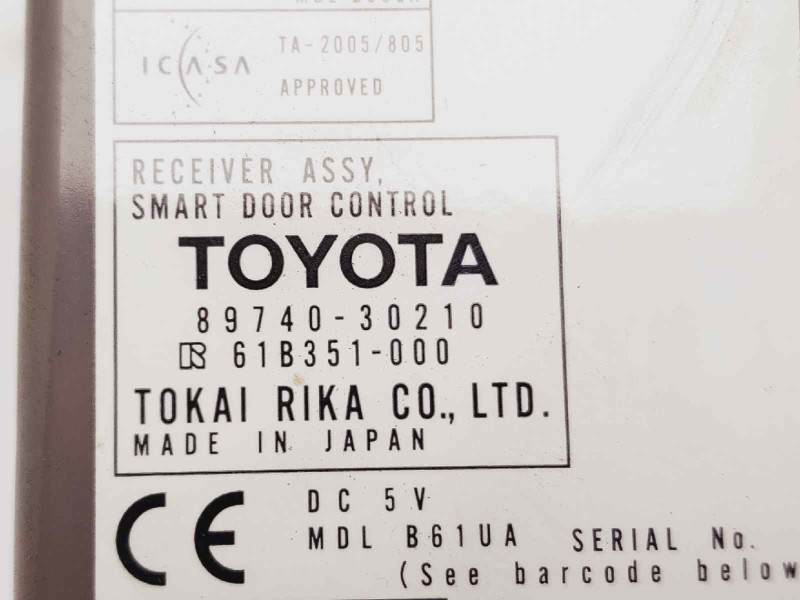 ICASA TA-2005/805
APPROVED
RECEIVER ASSY,
SMART DOOR CONTROL
TOYOTA
89740-30210
R 61B351-000
TOKAI RIKA CO., LTD.
MADE IN JAPAN
CE DC 5V
MDL B61UA SERIAL No.
(See barcode below